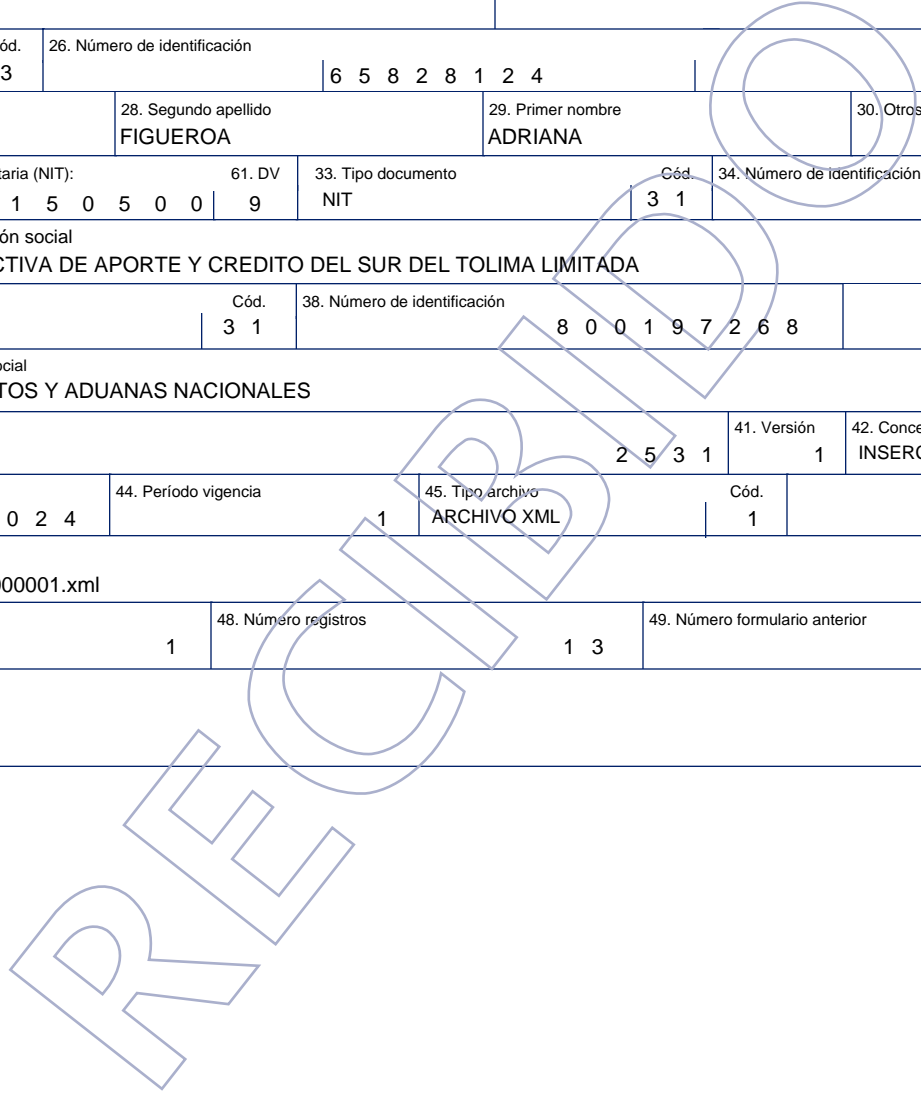 ód. 26. Número de identificación
3 6 5 8 2 8 1 2 4
28. Segundo apellido 29. Primer nombre 30. Otros
FIGUEROA ADRIANA
taria (NIT): 61. DV 33. Tipo documento Cód. 34. Número de identificación
1 5 0 5 0 0 9 NIT 3 1
ón social
CTIVA DE APORTE Y CREDITO DEL SUR DEL TOLIMA LIMITADA
Cód. 38. Número de identificación
3 1 8 0 0 1 9 7 2 6 8
ocial
TOS Y ADUANAS NACIONALES
41. Versión 42. Conce
2 5 3 1 1 INSERC
44. Período vigencia 45. Tipo archivo Cód.
0 2 4 1 ARCHIVO XML 1
000001.xml
48. Número registros 49. Número formulario anterior
1 1 3
RECIBIDO